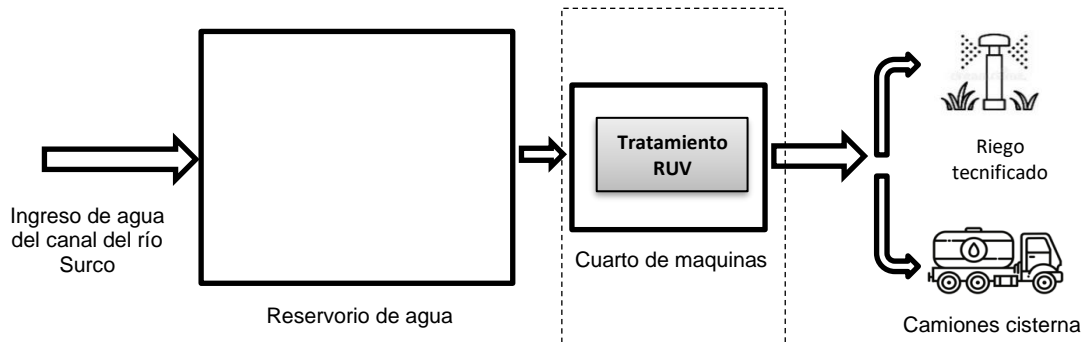 Ingreso de agua
del canal del río
Surco
Reservorio de agua
Tratamiento
RUV
Cuarto de maquinas
Riego
tecnificado
Camiones cisterna